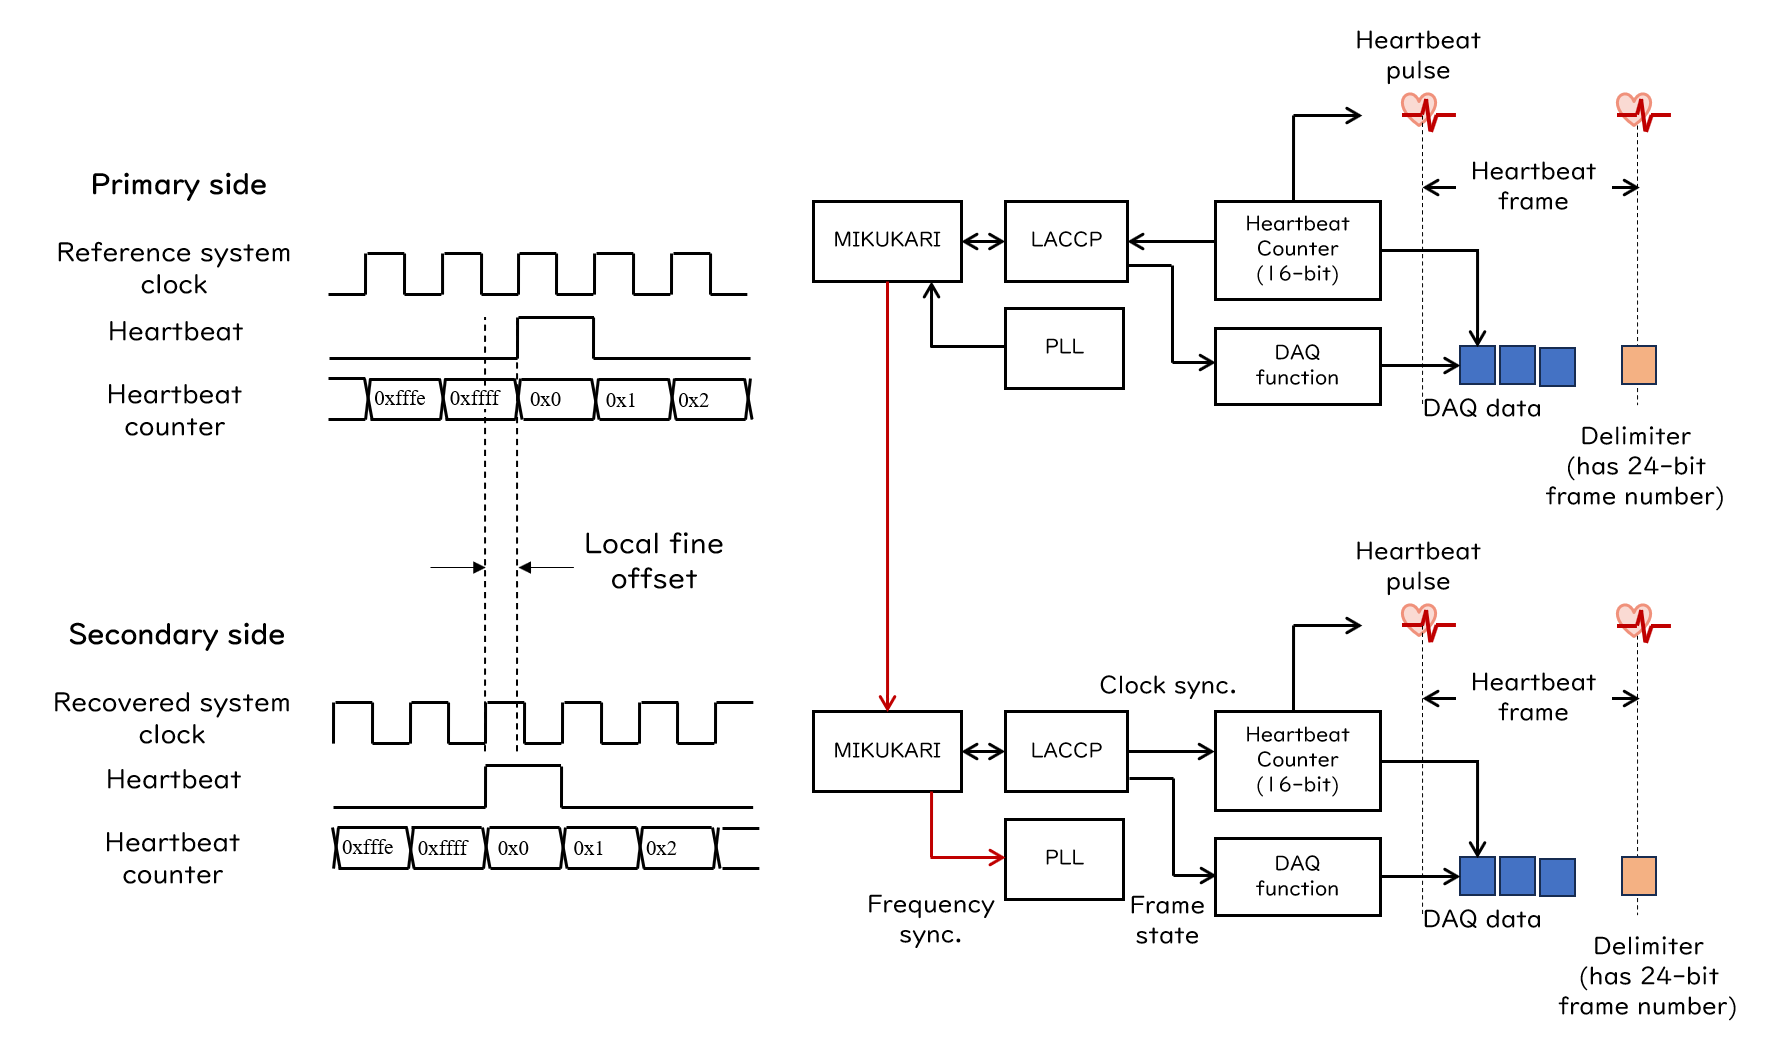 Primary side
Reference system
clock
Heartbeat
Heartbeat
counter
0xfffe
0xffff
0x0
0x1
0x2
Local fine
offset
Secondary side
Recovered system
clock
Heartbeat
Heartbeat
counter
0xfffe
0xffff
0x0
0x1
0x2
Heartbeat
pulse
Heartbeat
frame
MIKUKARI
LACCP
Heartbeat
Counter
(16-bit)
PLL
DAQ
function
DAQ data
Delimiter
(has 24-bit
frame number)
Heartbeat
pulse
Clock sync.
Heartbeat
frame
MIKUKARI
LACCP
Heartbeat
Counter
(16-bit)
PLL
DAQ
function
Frequency
sync.
Frame
state
DAQ data
Delimiter
(has 24-bit
frame number)